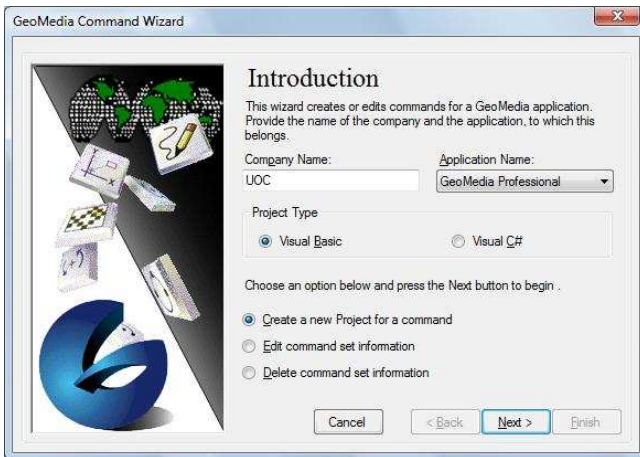 GeoMedia Command Wizard
Introduction
This wizard creates or edits commands for a GeoMedia application.
Provide the name of the company and the application, to which this
belongs.
Company Name:
Application Name:
UOC
GeoMedia Professional
Project Type
Visual Basic
Visual C#
Choose an option below and press the Next button to begin .
Create a new Project for a command
Edit command set information
Delete command set information
Cancel
< Back
Next >
Finish